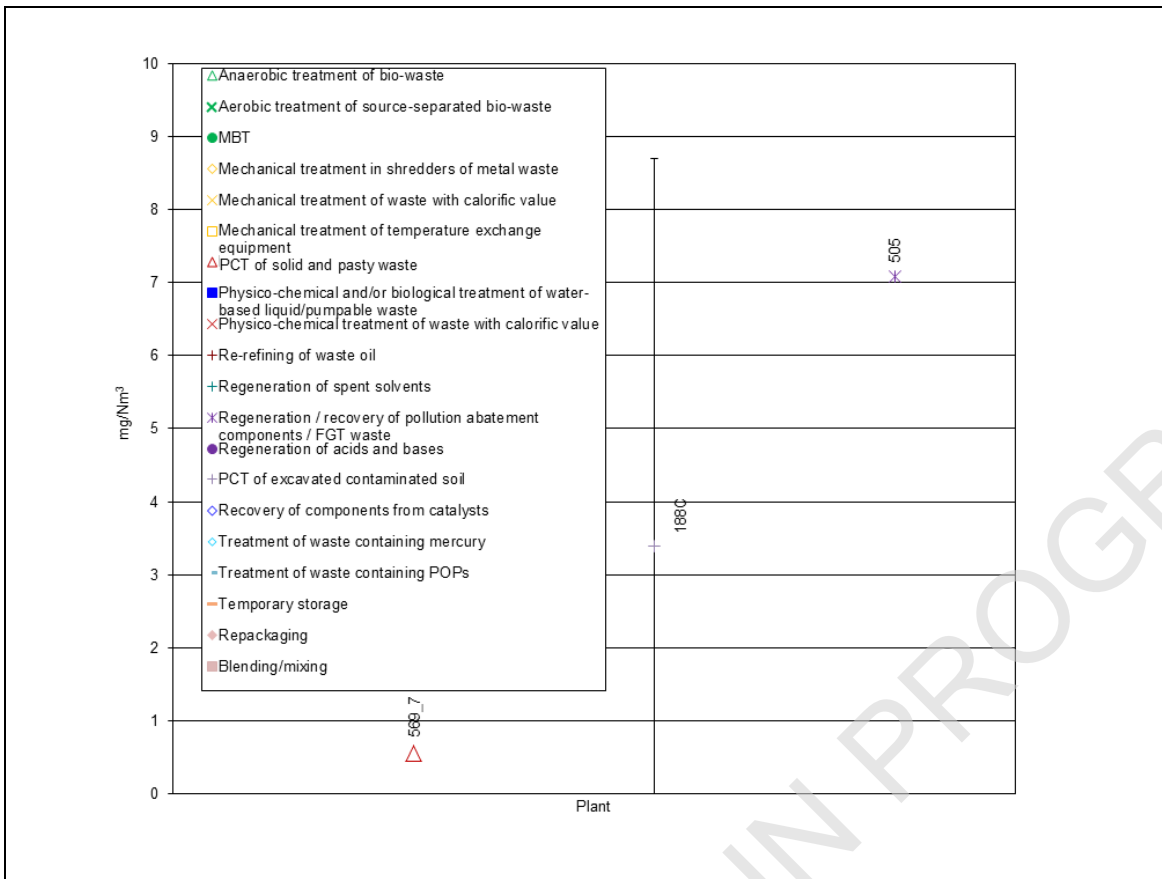 10
9
8
7
6
5
4
3
2
1
0
mg/Nm³
Anaerobic treatment of bio-waste
Aerobic treatment of source-separated bio-waste
MBT
Mechanical treatment in shredders of metal waste
Mechanical treatment of waste with calorific value
Mechanical treatment of temperature exchange
equipment
PCT of solid and pasty waste
Physico-chemical and/or biological treatment of water-
based liquid/pumpable waste
Physico-chemical treatment of waste with calorific value
Re-refining of waste oil
Regeneration of spent solvents
Regeneration / recovery of pollution abatement
components / FGT waste
Regeneration of acids and bases
PCT of excavated contaminated soil
Recovery of components from catalysts
Treatment of waste containing mercury
Treatment of waste containing POPs
Temporary storage
Repackaging
Blending/mixing
569_7
188C
505
Plant
IN PROGR